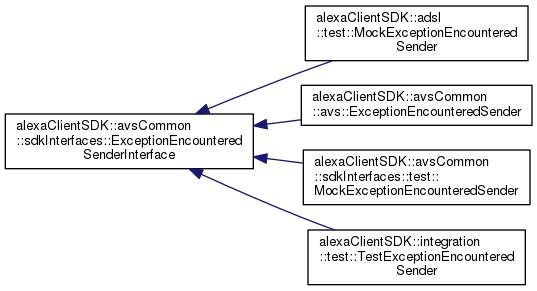 alexaClientSDK::adsl
::test::MockExceptionEncountered
Sender
alexaClientSDK::avsCommon
::avs::ExceptionEncounteredSender
alexaClientSDK::avsCommon
::sdkInterfaces::ExceptionEncountered
SenderInterface
alexaClientSDK::avsCommon
::sdkInterfaces::test::
MockExceptionEncounteredSender
alexaClientSDK::integration
::test::TestExceptionEncountered
Sender